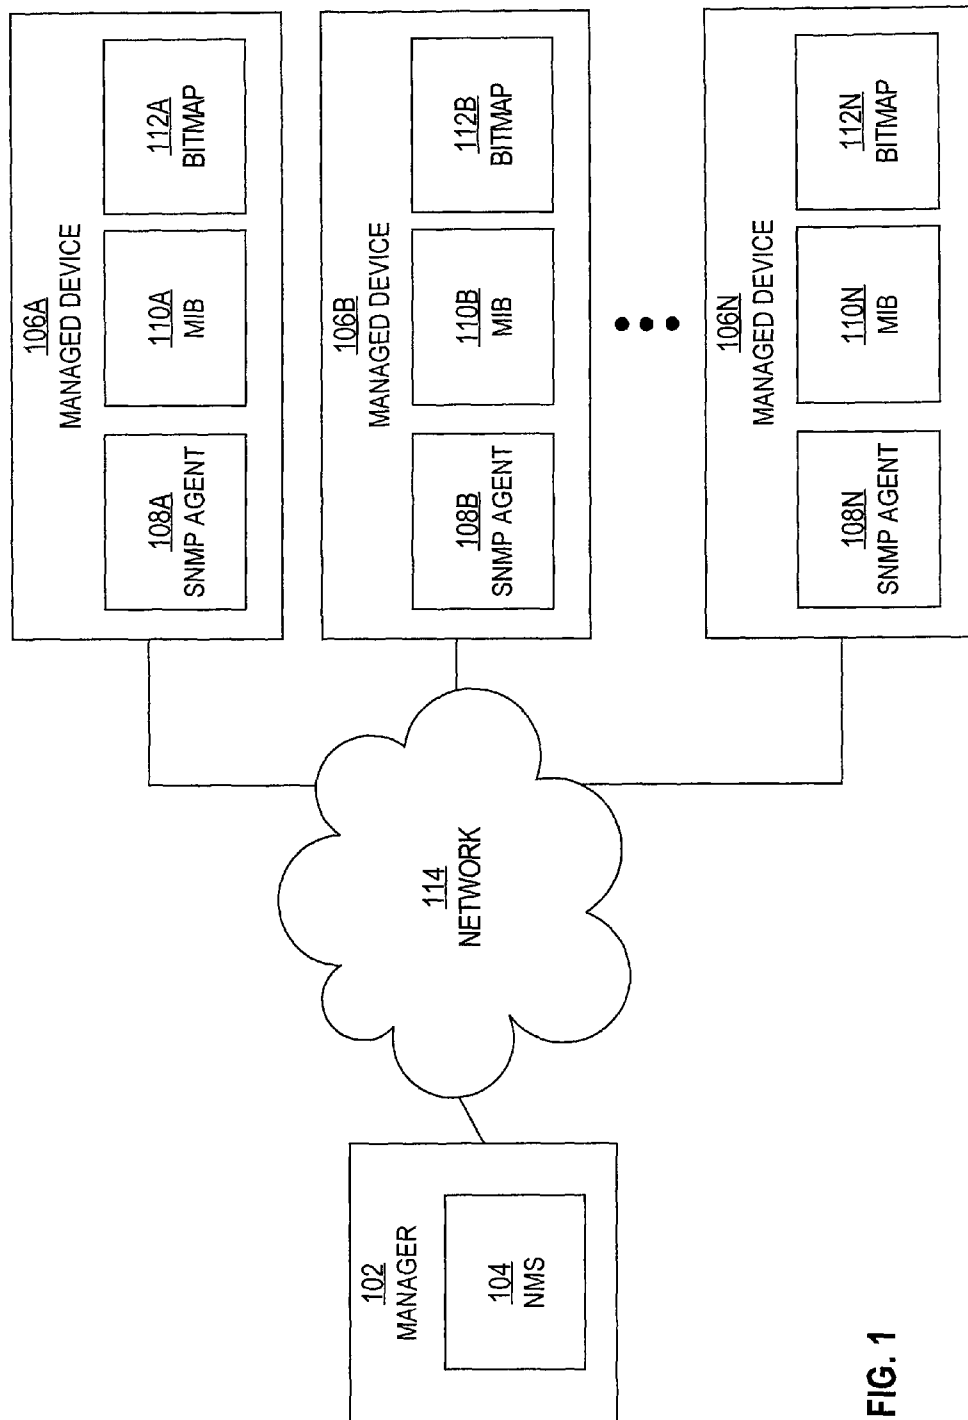 106A
MANAGED DEVICE
108A
SNMP AGENT
110A
MIB
112A
BITMAP
106B
MANAGED DEVICE
108B
SNMP AGENT
110B
MIB
112B
BITMAP
106N
MANAGED DEVICE
108N
SNMP AGENT
110N
MIB
112N
BITMAP
114
NETWORK
102
MANAGER
104
NMS
FIG. 1